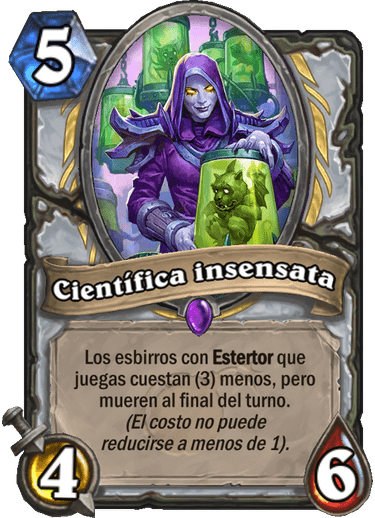 5
Científica insensata
Los esbirros con Estertor que
juegas cuestan (3) menos, pero
mueren al final del turno.
(El costo no puede
reducirse a menos de 1).
4
6